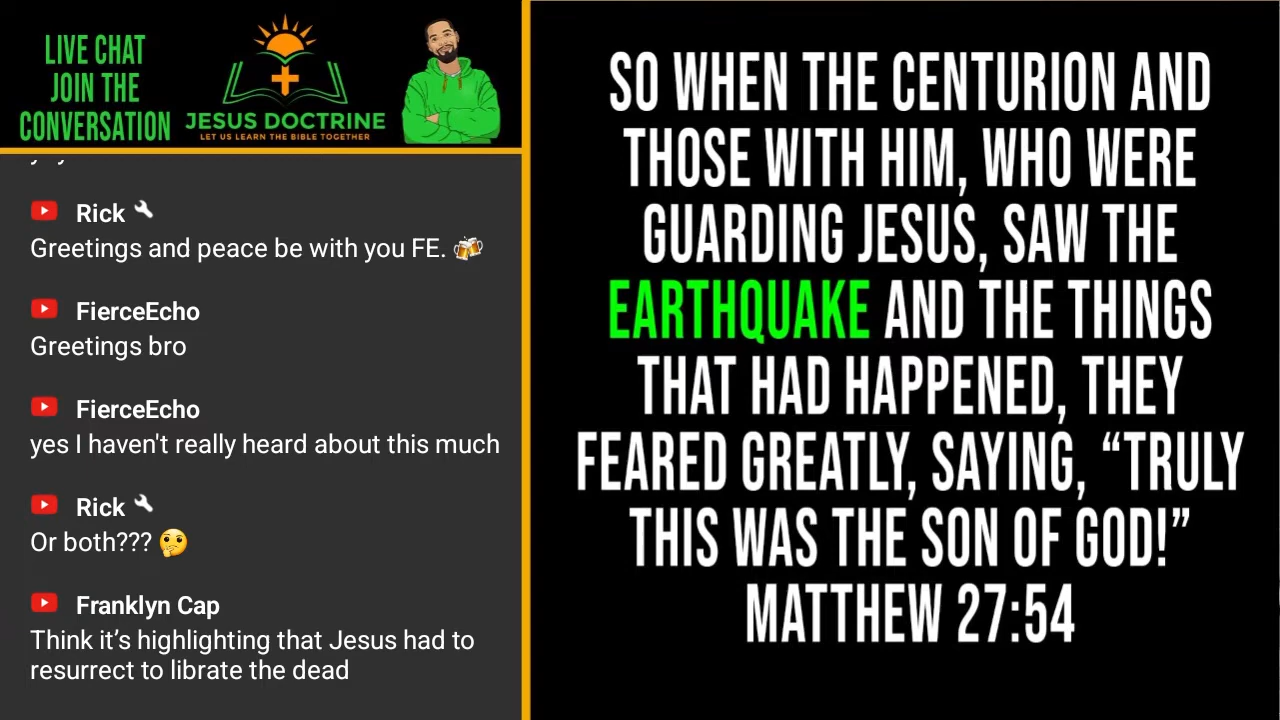 LIVE CHAT
JOIN THE
CONVERSATION
JESUS DOCTRINE
LET US LEARN THE BIBLE TOGETHER
Rick
Greetings and peace be with you FE. 🍻
FierceEcho
Greetings bro
FierceEcho
yes I haven't really heard about this much
Rick
Or both??? 🤔
Franklyn Cap
Think it’s highlighting that Jesus had to
resurrect to librate the dead
SO WHEN THE CENTURION AND
THOSE WITH HIM, WHO WERE
GUARDING JESUS, SAW THE
EARTHQUAKE AND THE THINGS
THAT HAD HAPPENED, THEY
FEARED GREATLY, SAYING, “TRULY
THIS WAS THE SON OF GOD!”
MATTHEW 27:54